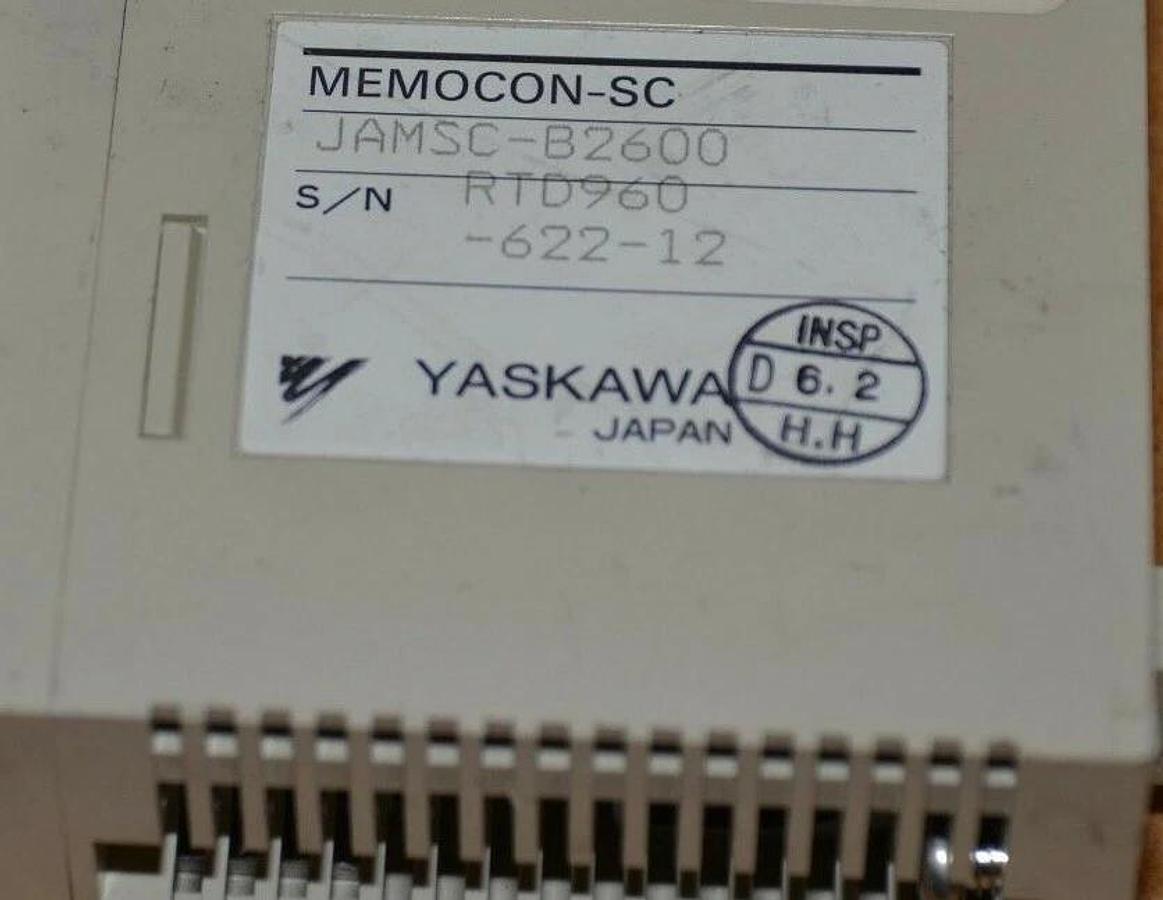 MEMOCON-SC
JAMSC-B2600
S/N RTD960
-622-12
YASKAWA
JAPAN
INSP
D 6.2
H.H